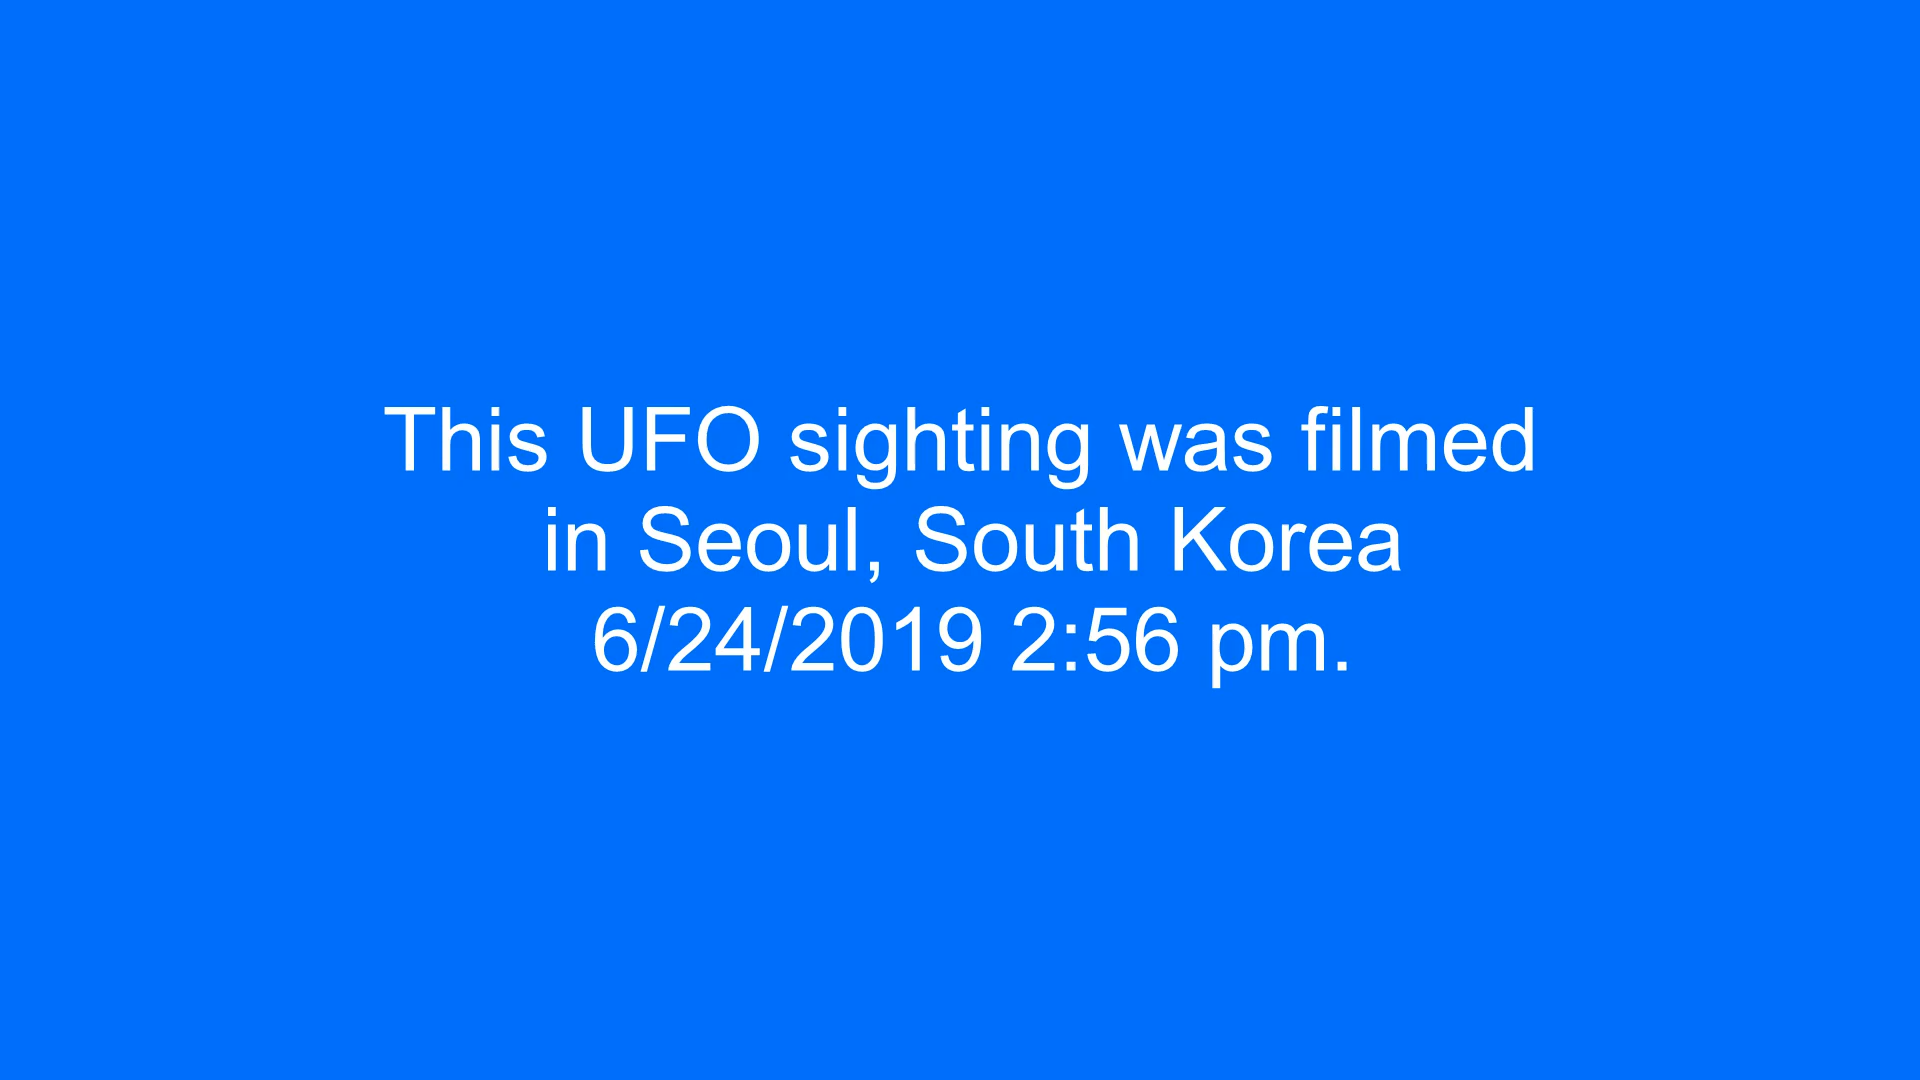 This UFO sighting was filmed
in Seoul, South Korea
6/24/2019 2:56 pm.